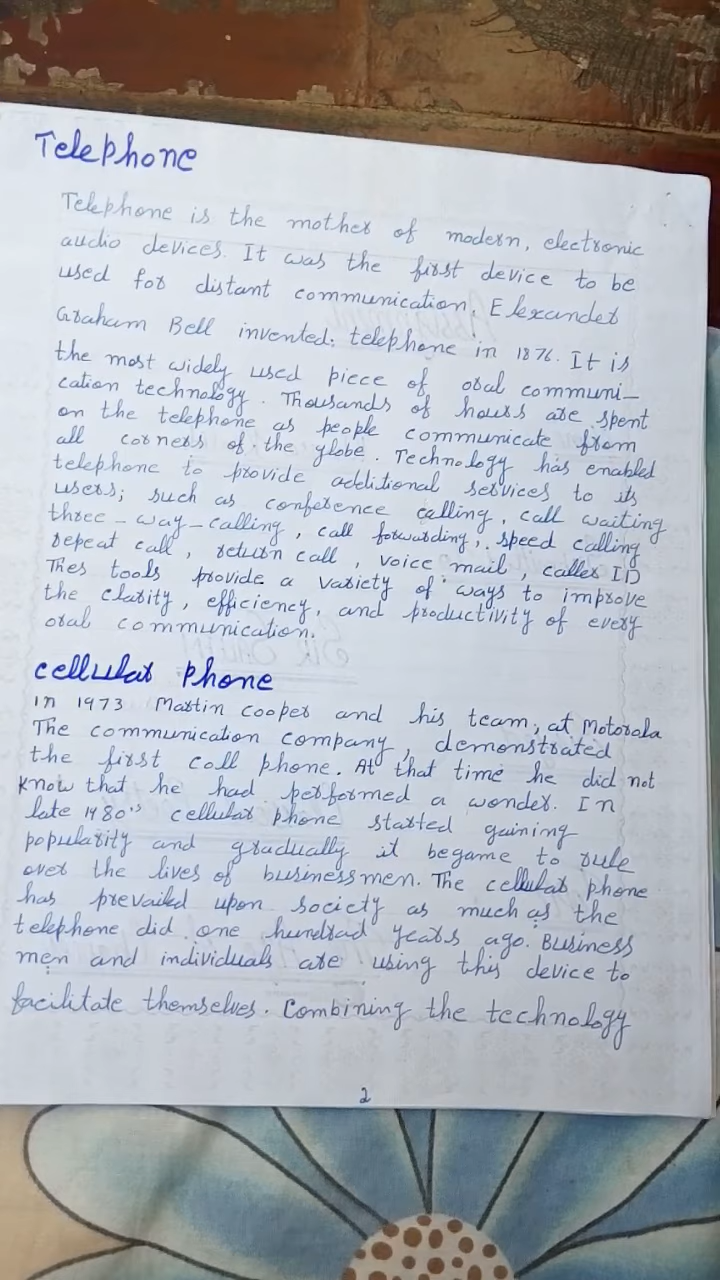 Telephone
Telephone is the mother of modern, electronic
audio devices. It was the first device to be
used for distant communication. Elexander
Graham Bell invented. telephone in 1876. It is
the most widely used piece of oral communi-
cation technology. Thousands of hours are spent
on the telephone as people communicate from
all corners of the globe. Technology has enabled
telephone to provide additional services to its
users; such as conference calling, call waiting
three-way-calling, call forwarding, speed calling
repeat call, return call, voice mail, caller ID
Thes tools provide a variety of ways to improve
the clarity, efficiency, and productivity of every
oral communication.
cellular phone
in 1973 Martin cooper and his team, at Motorola
The communication company, demonstrated
the first coll phone. At that time he did not
know that he had performed a wonder. In
late 1980's cellular phone started gaining
popularity and gradually it begame to rule
over the lives of businessmen. The cellular phone
has prevailed upon society as much as the
telephone did one hundrad years ago. Business
men and individuals are using this device to
facilitate themselves. Combining the technology
2